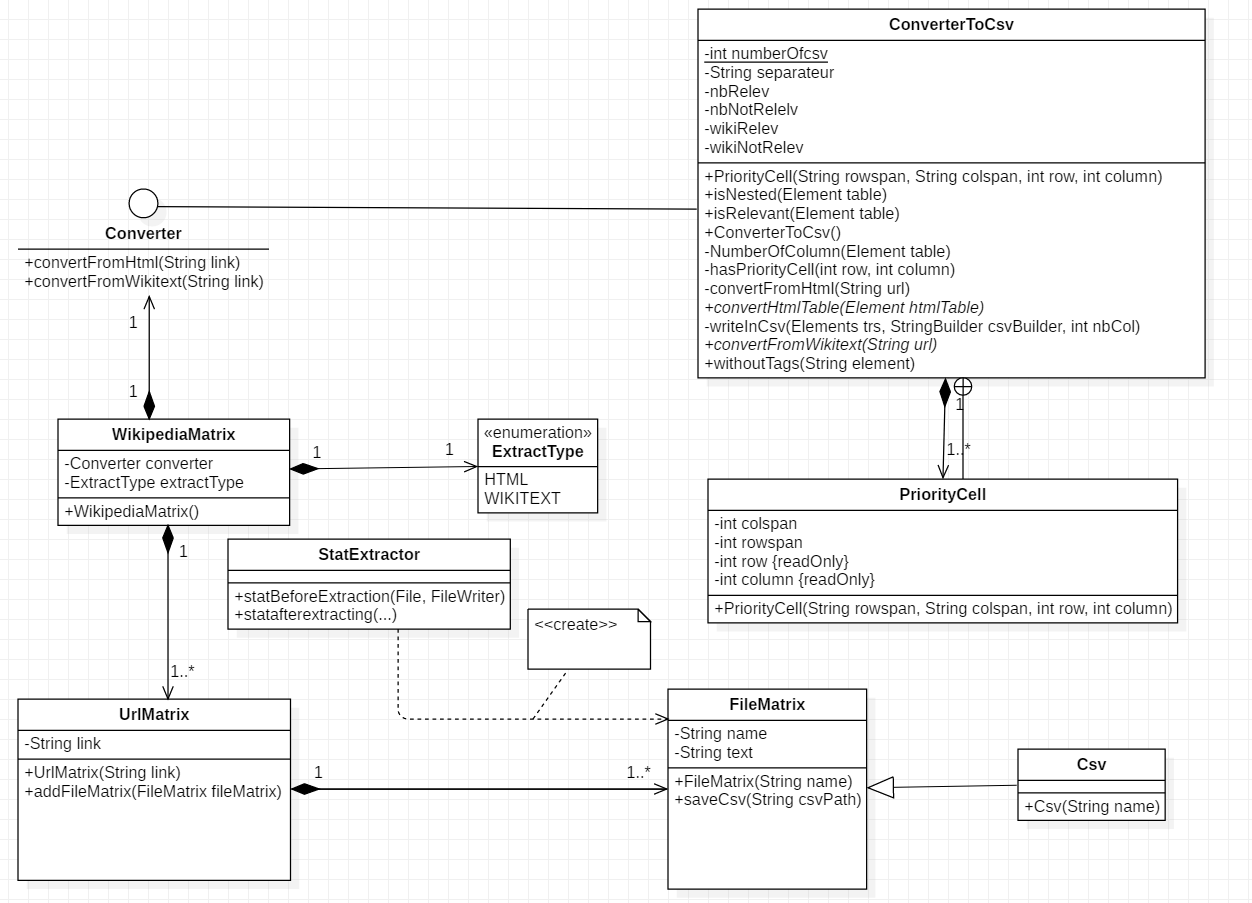 ConverterToCsv
-int numberOfcsv
-String separateur
-nbRelev
-nbNotRelelv
-wikiRelev
-wikiNotRelev
+PriorityCell(String rowspan, String colspan, int row, int column)
+isNested(Element table)
+isRelevant(Element table)
+ConverterToCsv()
-NumberOfColumn(Element table)
-hasPriorityCell(int row, int column)
-convertFromHtml(String url)
+convertHtmlTable(Element htmlTable)
-writeInCsv(Elements trs, StringBuilder csvBuilder, int nbCol)
+convertFromWikitext(String url)
+withoutTags(String element)
Converter
+convertFromHtml(String link)
+convertFromWikitext(String link)
1
1
WikipediaMatrix
-Converter converter
-ExtractType extractType
+WikipediaMatrix()
1
1
«enumeration»
ExtractType
HTML
WIKITEXT
1
1..*
PriorityCell
-int colspan
-int rowspan
-int row {readOnly}
-int column {readOnly}
+PriorityCell(String rowspan, String colspan, int row, int column)
1
1..*
StatExtractor
+statBeforeExtraction(File, FileWriter)
+statafterextracting(...)
<<create>>
UrlMatrix
-String link
+UrlMatrix(String link)
+addFileMatrix(FileMatrix fileMatrix)
1
1..*
FileMatrix
-String name
-String text
+FileMatrix(String name)
+saveCsv(String csvPath)
Csv
+Csv(String name)